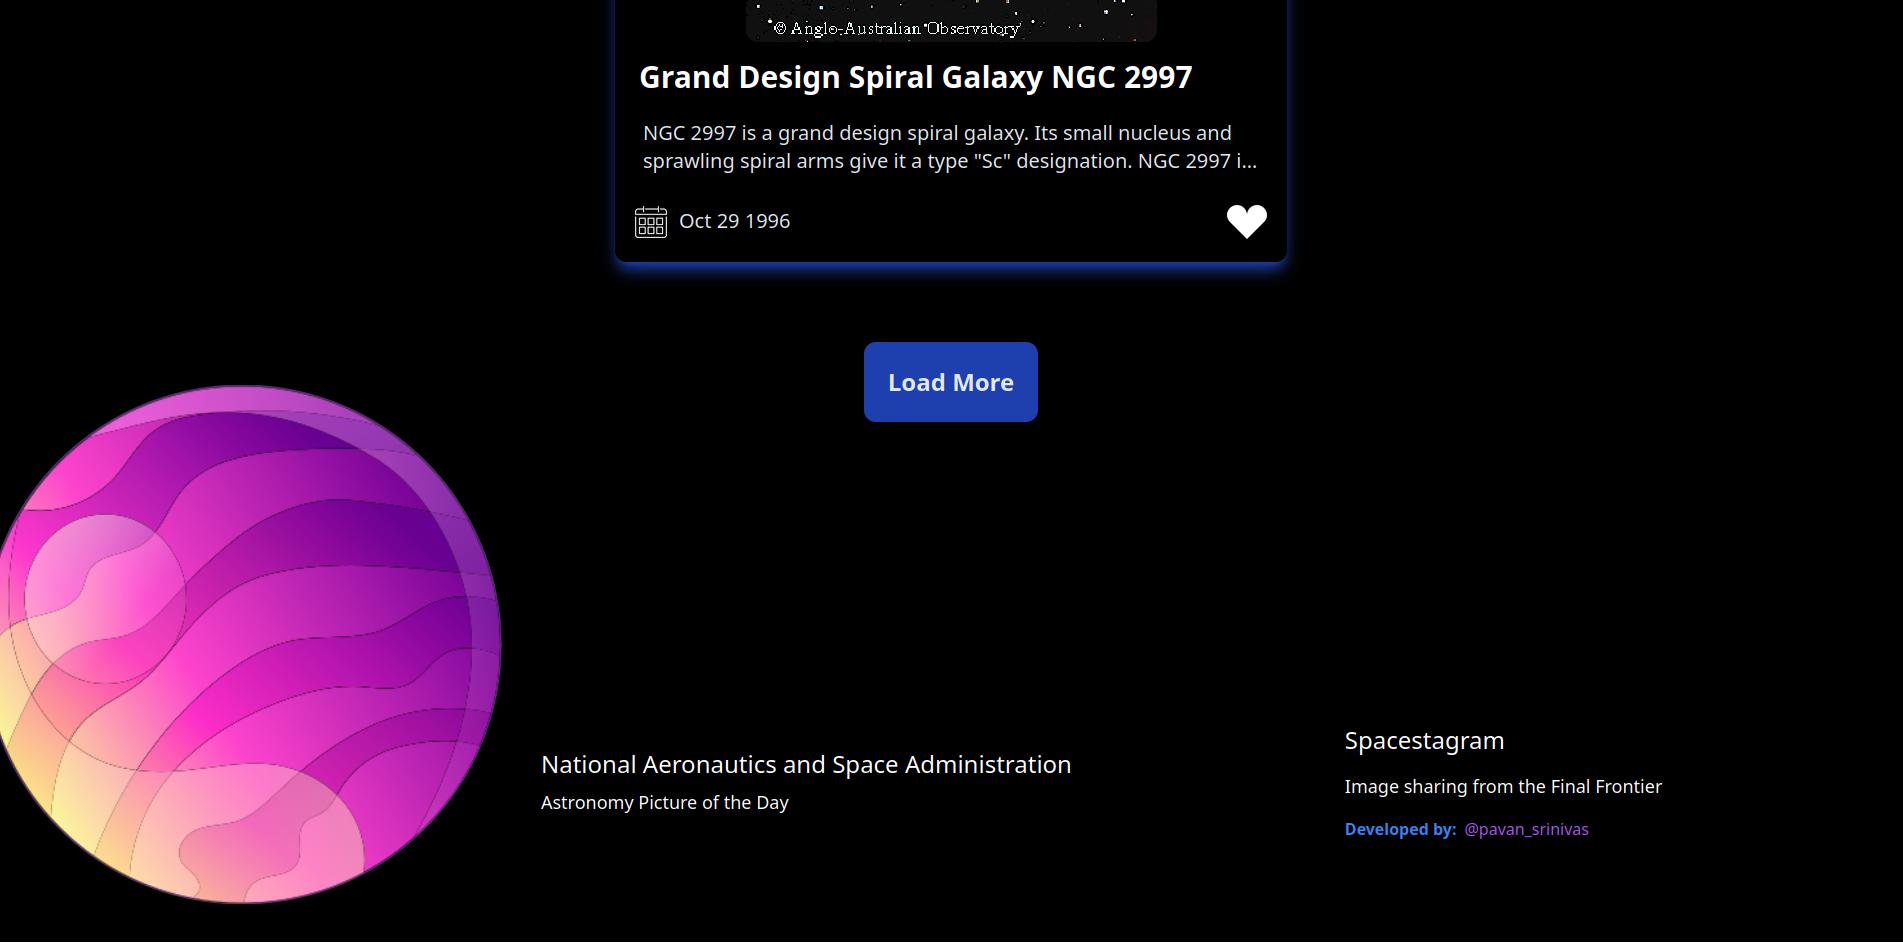 © Anglo-Australian Observatory
Grand Design Spiral Galaxy NGC 2997
NGC 2997 is a grand design spiral galaxy. Its small nucleus and
sprawling spiral arms give it a type "Sc" designation. NGC 2997 i...
Oct 29 1996
Load More
National Aeronautics and Space Administration
Astronomy Picture of the Day
Spacestagram
Image sharing from the Final Frontier
Developed by: @pavan_srinivas